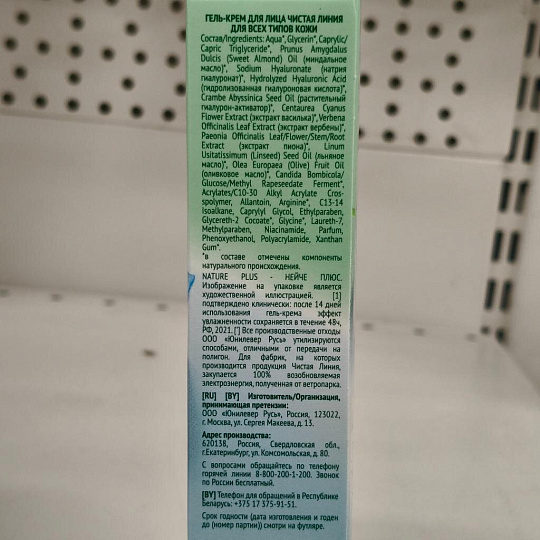 ГЕЛЬ-КРЕМ ДЛЯ ЛИЦА ЧИСТАЯ ЛИНИЯ
ДЛЯ ВСЕХ ТИПОВ КОЖИ
Состав/Ingredients: Aqua*, Glycerin*, Caprylic/
Capric Triglyceride*, Prunus Amygdalus
Dulcis (Sweet Almond) Oil (миндальное
масло)*, Sodium Hyaluronate (натрия
гиалуронат)*, Hydrolyzed Hyaluronic Acid
(гидролизованная гиалуроновая кислота)*,
Crambe Abyssinica Seed Oil (растительный
гиалурон-активатор)*, Centaurea Cyanus
Flower Extract (экстракт василька)*, Verbena
Officinalis Leaf Extract (экстракт вербены)*,
Paeonia Officinalis Leaf/Flower/Stem/Root
Extract (экстракт пиона)*, Linum
Usitatissimum (Linseed) Seed Oil (льняное
масло)*, Olea Europaea (Olive) Fruit Oil
(оливковое масло)*, Candida Bombicola/
Glucose/Methyl Rapeseedate Ferment*,
Acrylates/C10-30 Alkyl Acrylate Cros-
spolymer, Allantoin, Arginine*, C13-14
Isoalkane, Caprylyl Glycol, Ethylparaben,
Glycereth-2 Cocoate*, Glycine*, Laureth-7,
Methylparaben, Niacinamide, Parfum,
Phenoxyethanol, Polyacrylamide, Xanthan
Gum*.
*в составе отмечены компоненты
натурального происхождения.
NATURE PLUS - НЕЙЧЕ ПЛЮС.
Изображение на упаковке является
художественной иллюстрацией. [1]
подтверждено клинически: после 14 дней
использования гель-крема эффект
увлажненности сохраняется в течение 48ч,
РФ, 2021. [*] Все производственные отходы
ООО «Юнилевер Русь» утилизируются
способами, отличными от передачи на
полигон. Для фабрик, на которых
производится продукция Чистая Линия,
закупается 100% возобновляемая
электроэнергия, полученная от ветропарка.
[RU] [BY] Изготовитель/Организация,
принимающая претензии:
ООО «Юнилевер Русь», Россия, 123022,
г. Москва, ул. Сергея Макеева, д. 13.
Адрес производства:
620138, Россия, Свердловская обл.,
г.Екатеринбург, ул. Комсомольская, д. 80.
С вопросами обращайтесь по телефону
горячей линии 8-800-200-1-200. Звонок
по России бесплатный.
[BY] Телефон для обращений в Республике
Беларусь: +375 17 375-91-51.
Срок годности (дата изготовления и годен
до (номер партии)) смотри на футляре.